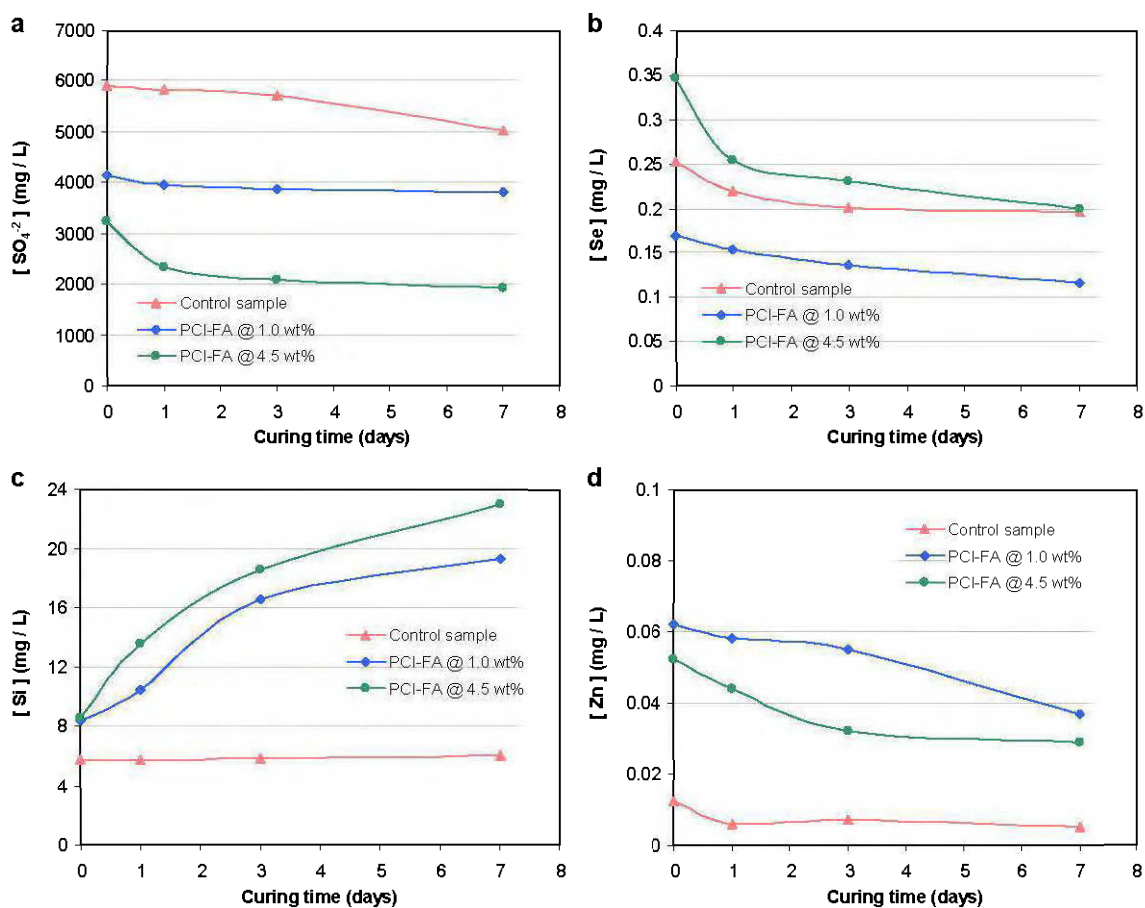 a
7000
6000
5000
4000
3000
2000
1000
0
[ SO₄⁻² ] (mg / L)
Control sample
PCI-FA @ 1.0 wt%
PCI-FA @ 4.5 wt%
0 1 2 3 4 5 6 7 8
Curing time (days)
b
0.4
0.35
0.3
0.25
0.2
0.15
0.1
0.05
0
[ Se ] (mg / L)
Control sample
PCI-FA @ 1.0 wt%
PCI-FA @ 4.5 wt%
0 1 2 3 4 5 6 7 8
Curing time (days)
c
24
20
16
12
8
4
0
[ Si ] (mg / L)
Control sample
PCI-FA @ 1.0 wt%
PCI-FA @ 4.5 wt%
0 1 2 3 4 5 6 7 8
Curing time (days)
d
0.1
0.08
0.06
0.04
0.02
0
[ Zn ] (mg / L)
Control sample
PCI-FA @ 1.0 wt%
PCI-FA @ 4.5 wt%
0 1 2 3 4 5 6 7 8
Curing time (days)